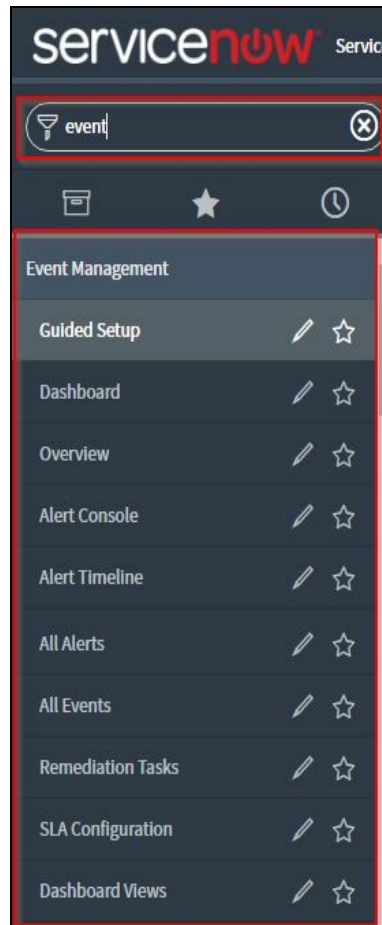 servicenow Servic
event
Event Management
Guided Setup
Dashboard
Overview
Alert Console
Alert Timeline
All Alerts
All Events
Remediation Tasks
SLA Configuration
Dashboard Views